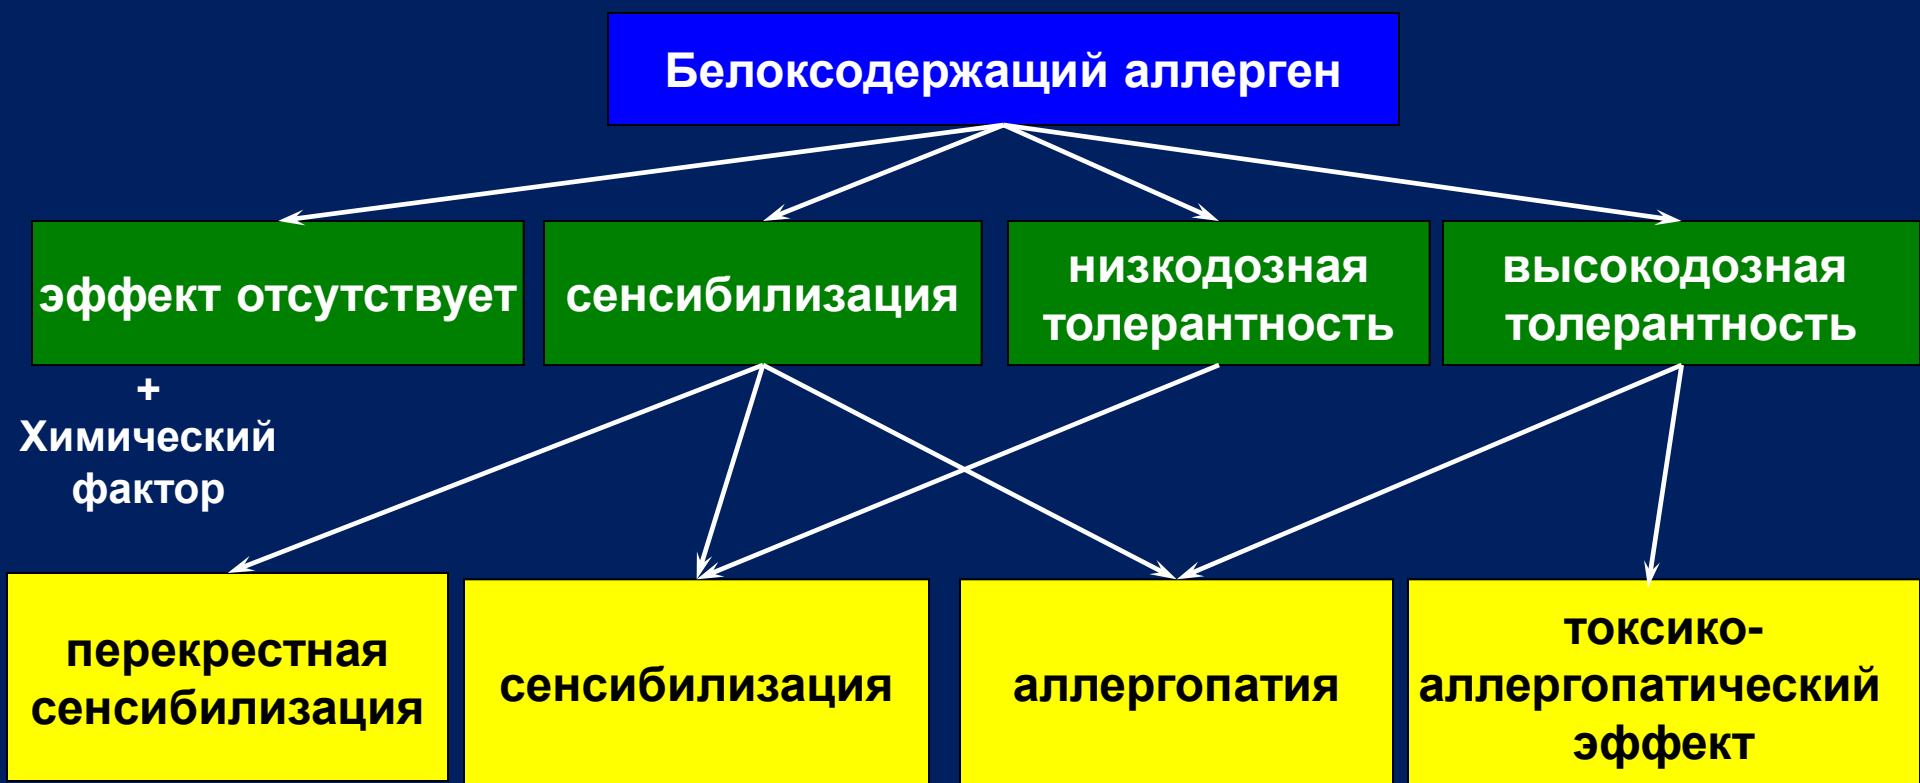 Белоксодержащий аллерген
эффект отсутствует
сенсибилизация
низкодозная
толерантность
высокодозная
толерантность
+
Химический
фактор
перекрестная
сенсибилизация
сенсибилизация
аллергопатия
токсико-
аллергопатический
эффект